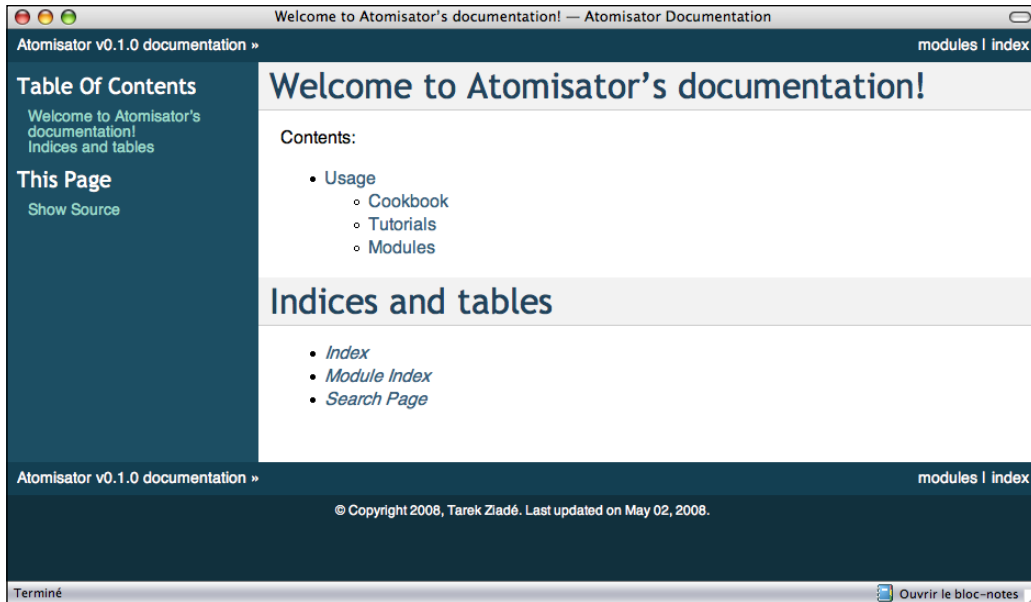 Welcome to Atomisator's documentation! — Atomisator Documentation
Atomisator v0.1.0 documentation »
modules | index
Table Of Contents
Welcome to Atomisator's
documentation!
Indices and tables
This Page
Show Source
Welcome to Atomisator's documentation!
Contents:
• Usage
◦ Cookbook
◦ Tutorials
◦ Modules
Indices and tables
• Index
• Module Index
• Search Page
Atomisator v0.1.0 documentation »
modules | index
© Copyright 2008, Tarek Ziadé. Last updated on May 02, 2008.
Terminé
Ouvrir le bloc-notes